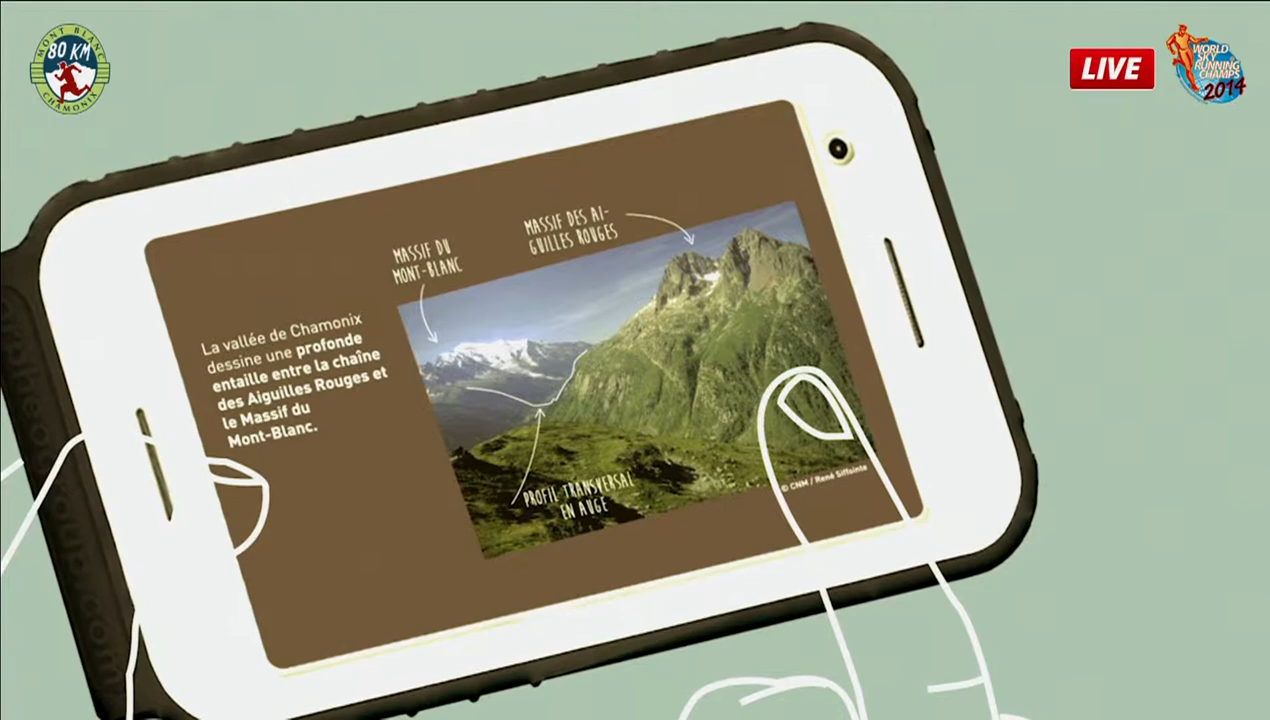 MONT BLANC
80 KM
CHAMONIX
LIVE
WORLD
SKY
RUNNING
CHAMPS
2014
MASSIF DU
MONT-BLANC
MASSIF DES AI-
GUILLES ROUGES
La vallée de Chamonix
dessine une profonde
entaille entre la chaîne
des Aiguilles Rouges et
le Massif du
Mont-Blanc.
PROFIL TRANSVERSAL
EN AUGE
© CNM / René Siffointe